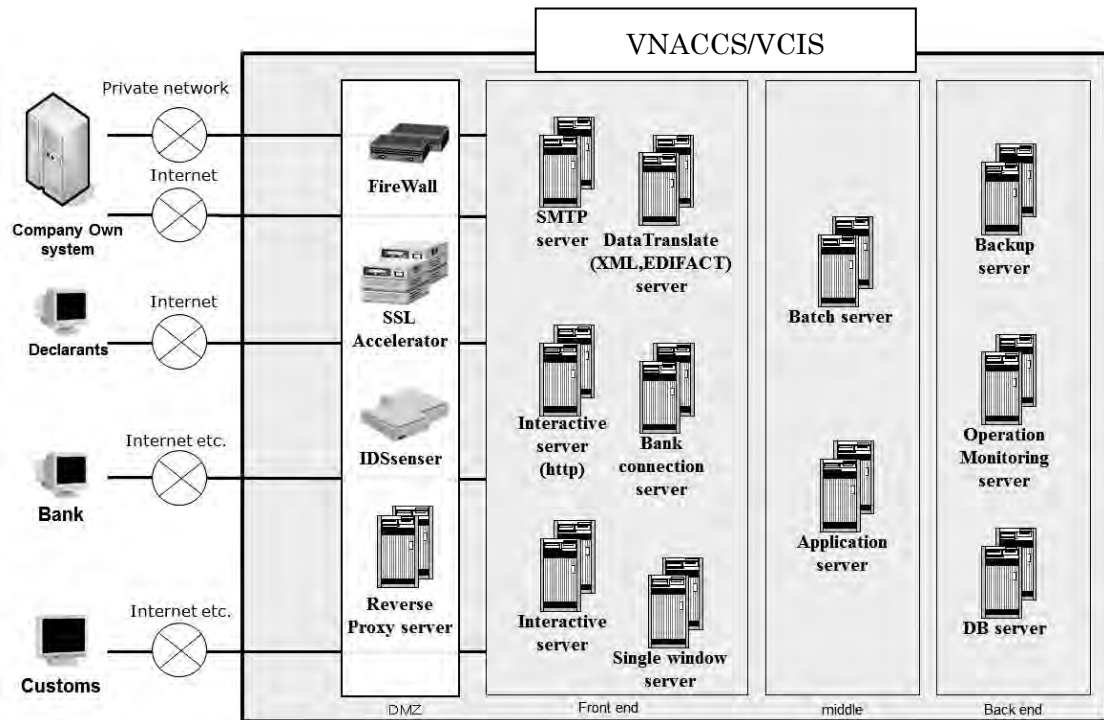 VNACCS/VCIS
Private network
Internet
Company Own
system
Internet
Declarants
Internet etc.
Bank
Internet etc.
Customs
FireWall
SSL
Accelerator
IDSsenser
Reverse
Proxy server
DMZ
SMTP
server
DataTranslate
(XML,EDIFACT)
server
Interactive
server
(http)
Bank
connection
server
Interactive
server
Single window
server
Front end
Batch server
Application
server
middle
Backup
server
Operation
Monitoring
server
DB server
Back end